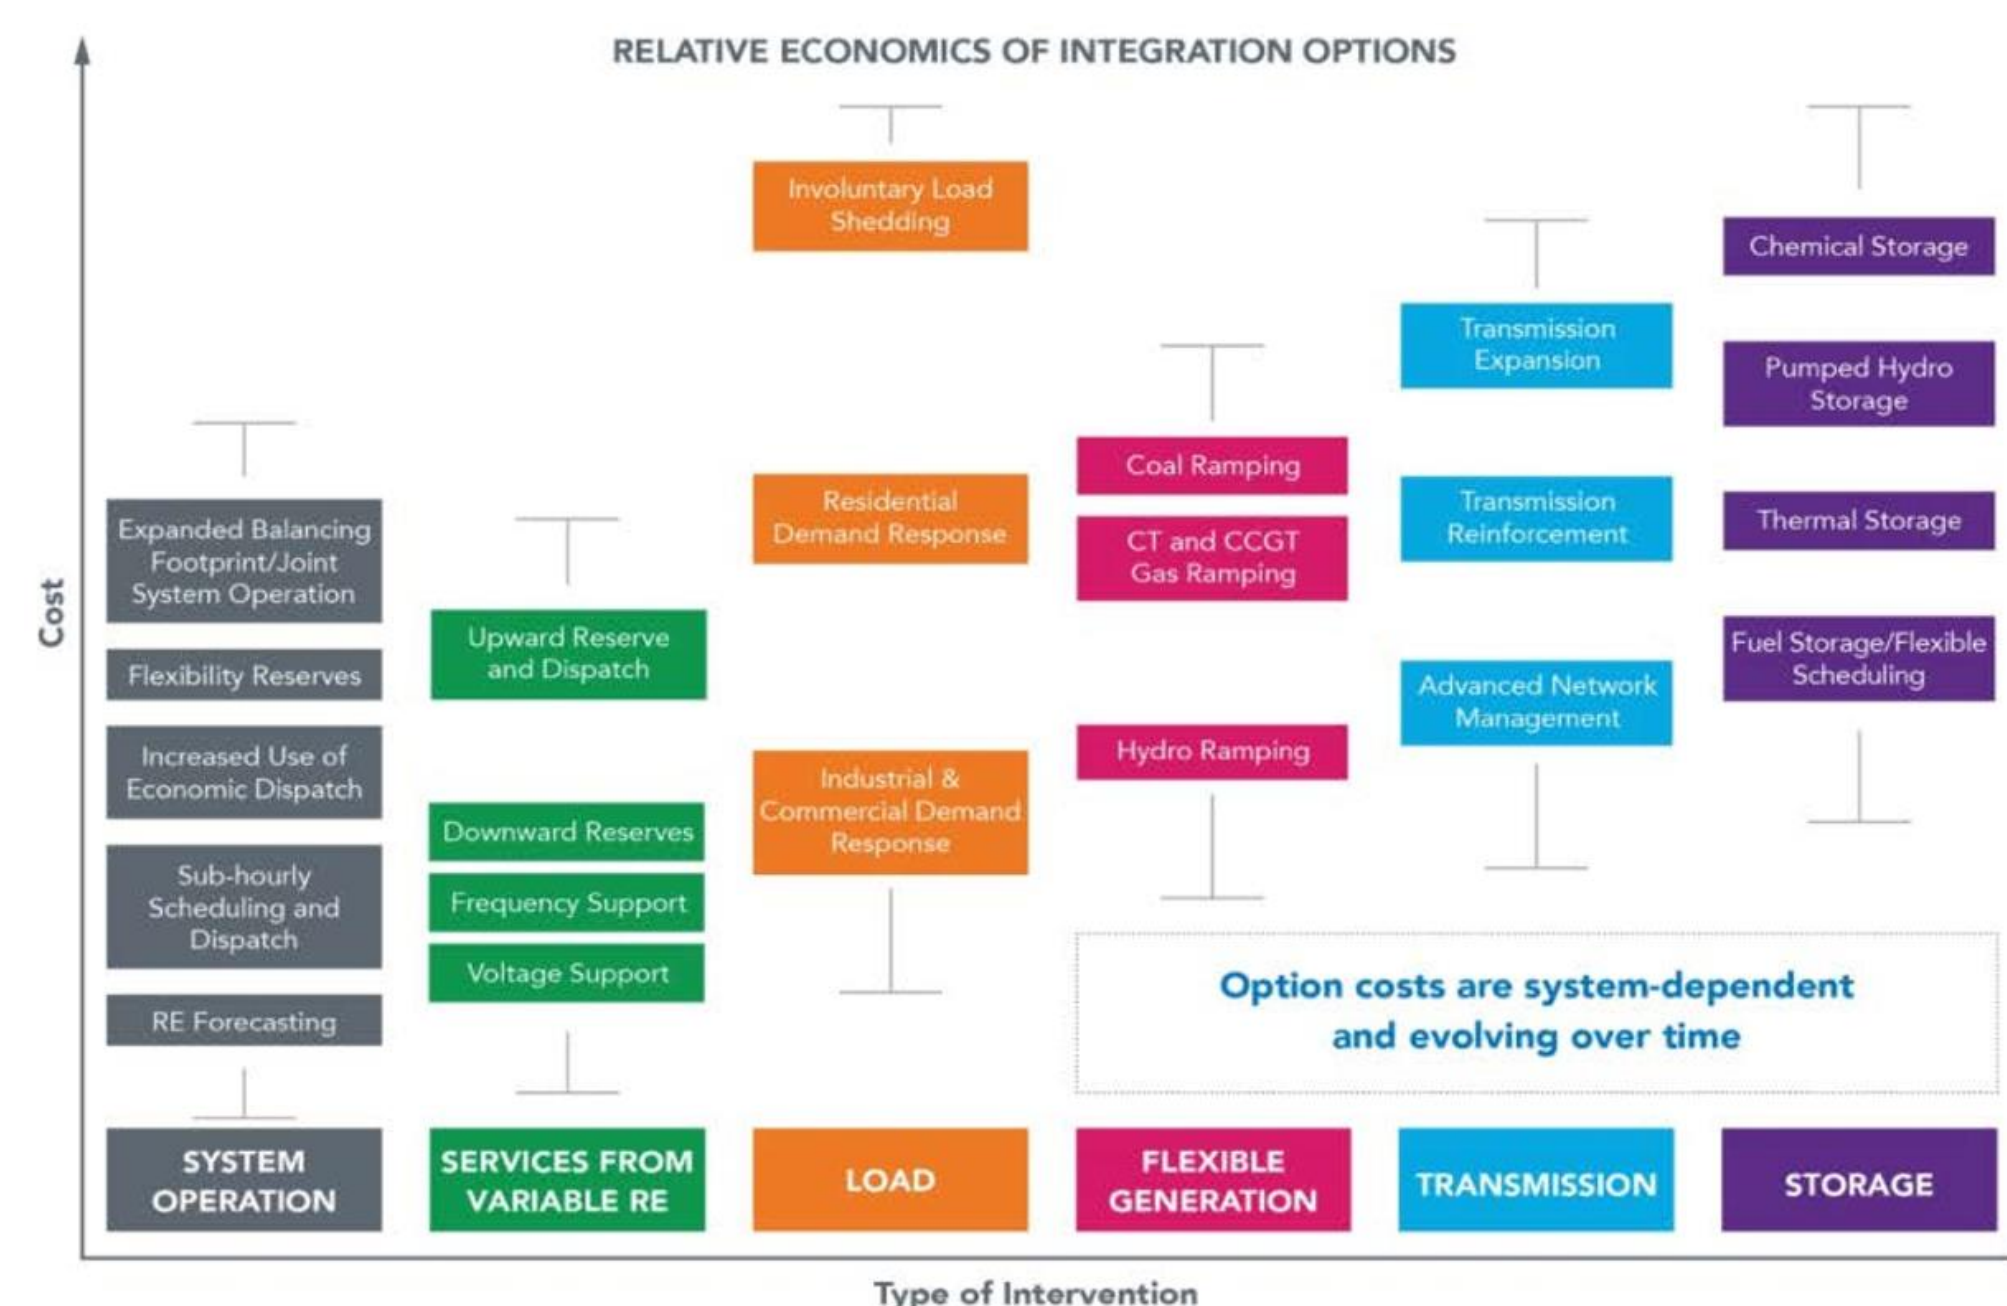 RELATIVE ECONOMICS OF INTEGRATION OPTIONS
Cost
Expanded Balancing
Footprint/Joint
System Operation
Flexibility Reserves
Increased Use of
Economic Dispatch
Sub-hourly
Scheduling and
Dispatch
RE Forecasting
SYSTEM
OPERATION
Upward Reserve
and Dispatch
Downward Reserves
Frequency Support
Voltage Support
SERVICES FROM
VARIABLE RE
Involuntary Load
Shedding
Residential
Demand Response
Industrial &
Commercial Demand
Response
LOAD
Coal Ramping
CT and CCGT
Gas Ramping
Hydro Ramping
FLEXIBLE
GENERATION
Transmission
Expansion
Transmission
Reinforcement
Advanced Network
Management
TRANSMISSION
Chemical Storage
Pumped Hydro
Storage
Thermal Storage
Fuel Storage/Flexible
Scheduling
STORAGE
Option costs are system-dependent
and evolving over time
Type of Intervention